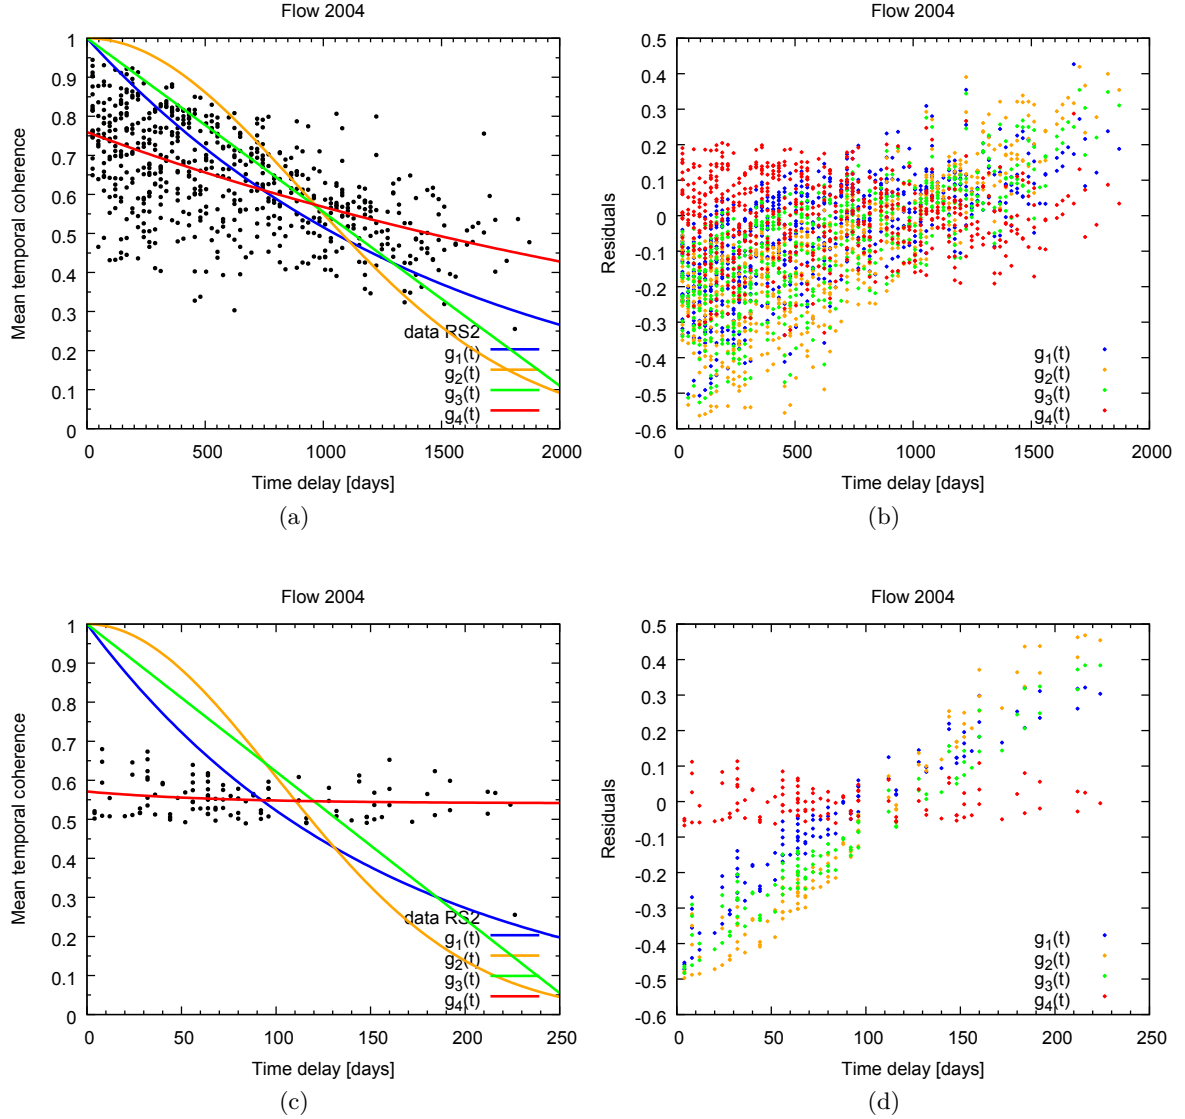 Flow 2004
Mean temporal coherence
1
0.9
0.8
0.7
0.6
0.5
0.4
0.3
0.2
0.1
0
data RS2
g1(t)
g2(t)
g3(t)
g4(t)
0 500 1000 1500 2000
Time delay [days]
(a)
Flow 2004
Residuals
0.5
0.4
0.3
0.2
0.1
0
-0.1
-0.2
-0.3
-0.4
-0.5
-0.6
g1(t)
g2(t)
g3(t)
g4(t)
0 500 1000 1500 2000
Time delay [days]
(b)
Flow 2004
Mean temporal coherence
1
0.9
0.8
0.7
0.6
0.5
0.4
0.3
0.2
0.1
0
data RS2
g1(t)
g2(t)
g3(t)
g4(t)
0 50 100 150 200 250
Time delay [days]
(c)
Flow 2004
Residuals
0.5
0.4
0.3
0.2
0.1
0
-0.1
-0.2
-0.3
-0.4
-0.5
-0.6
g1(t)
g2(t)
g3(t)
g4(t)
0 50 100 150 200 250
Time delay [days]
(d)